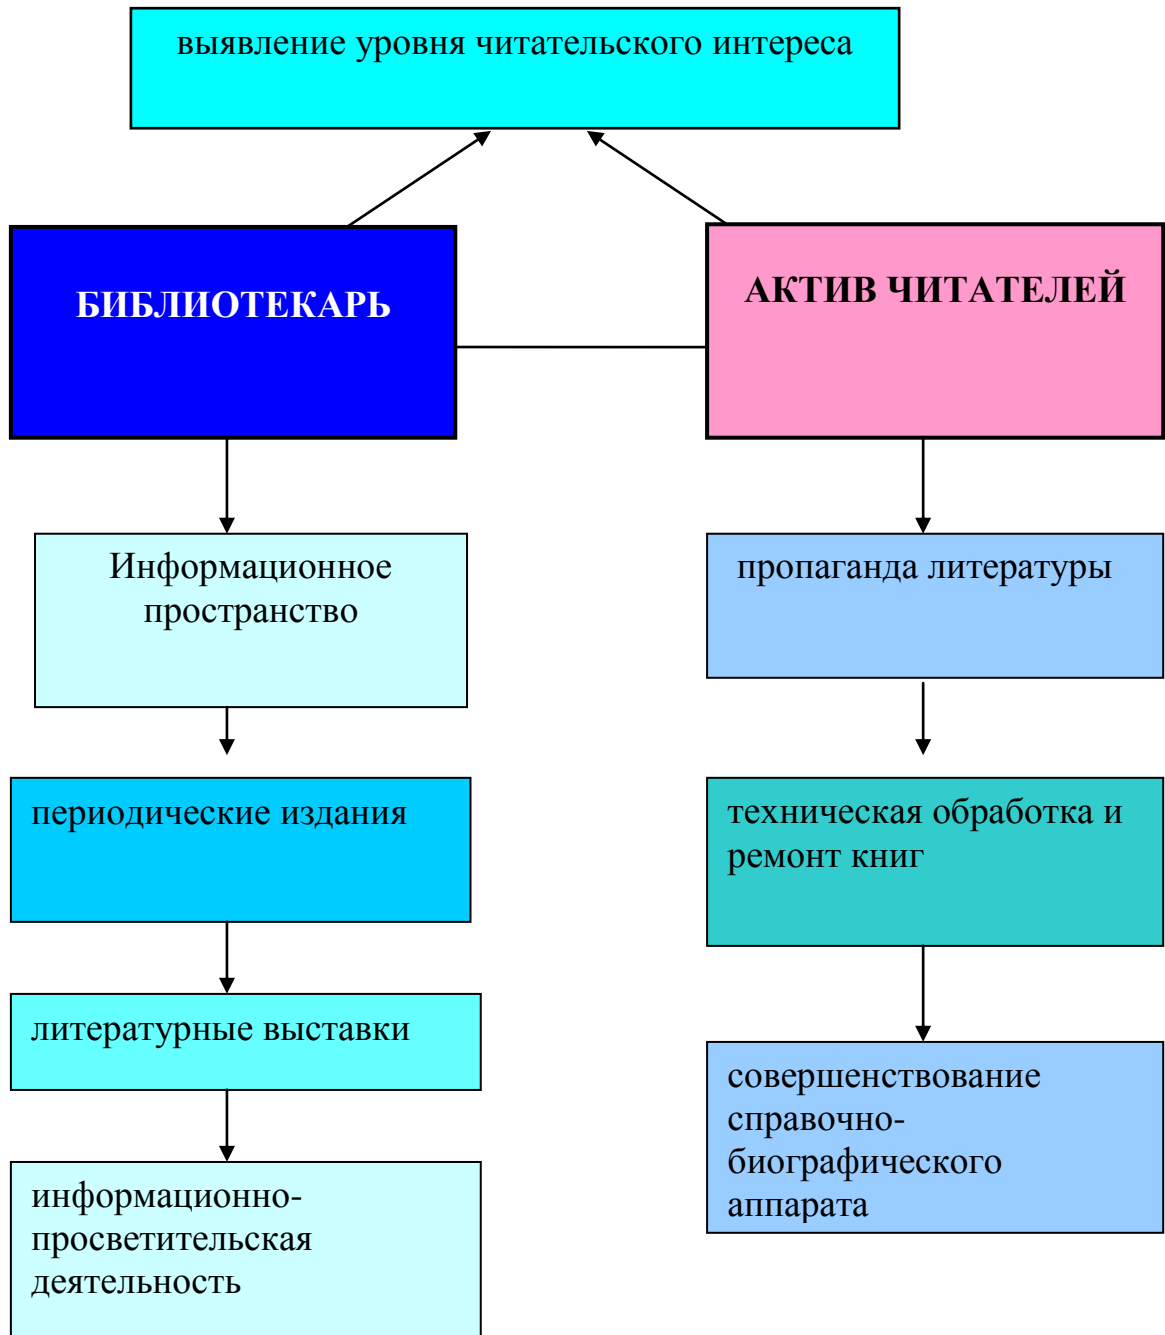 выявление уровня читательского интереса
БИБЛИОТЕКАРЬ
АКТИВ ЧИТАТЕЛЕЙ
Информационное
пространство
пропаганда литературы
периодические издания
техническая обработка и
ремонт книг
литературные выставки
совершенствование
справочно-
биографического
аппарата
информационно-
просветительская
деятельность